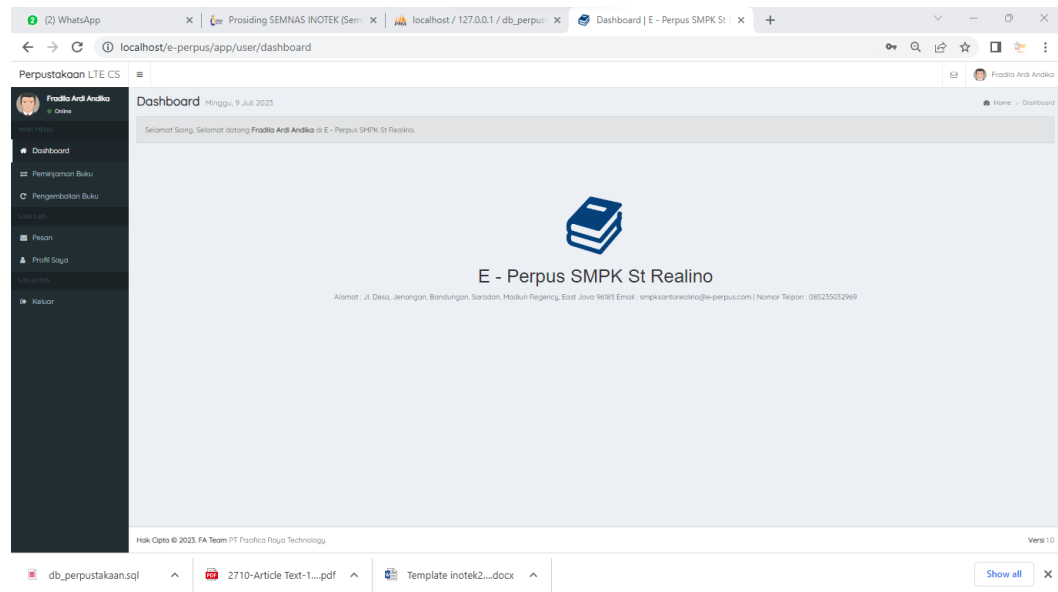 (2) WhatsApp
Prosiding SEMNAS INOTEK (Sem
localhost / 127.0.0.1 / db_perpus
Dashboard | E - Perpus SMPK St
localhost/e-perpus/app/user/dashboard
Perpustakaan LTE CS
Fradila Ardi Andika
Fradila Ardi Andika
Online
Dashboard Minggu, 9 Juli 2023
Home > Dashboard
MAIN MENU
Selamat Siang, Selamat datang Fradila Ardi Andika di E - Perpus SMPK St Realino.
Dashboard
Peminjaman Buku
Pengembalian Buku
LAIN LAIN
Pesan
Profil Saya
LANJUTAN
Keluar
E - Perpus SMPK St Realino
Alamat : Jl. Desa, Jenangan, Bandungan, Saradan, Madiun Regency, East Java 96181| Email : smpksantorealino@e-perpus.com | Nomor Telpon : 085235032969
Hak Cipta © 2023. FA Team PT Pacifica Raya Technology.
Versi 1.0
db_perpustakaan.sql
2710-Article Text-1....pdf
Template inotek2....docx
Show all